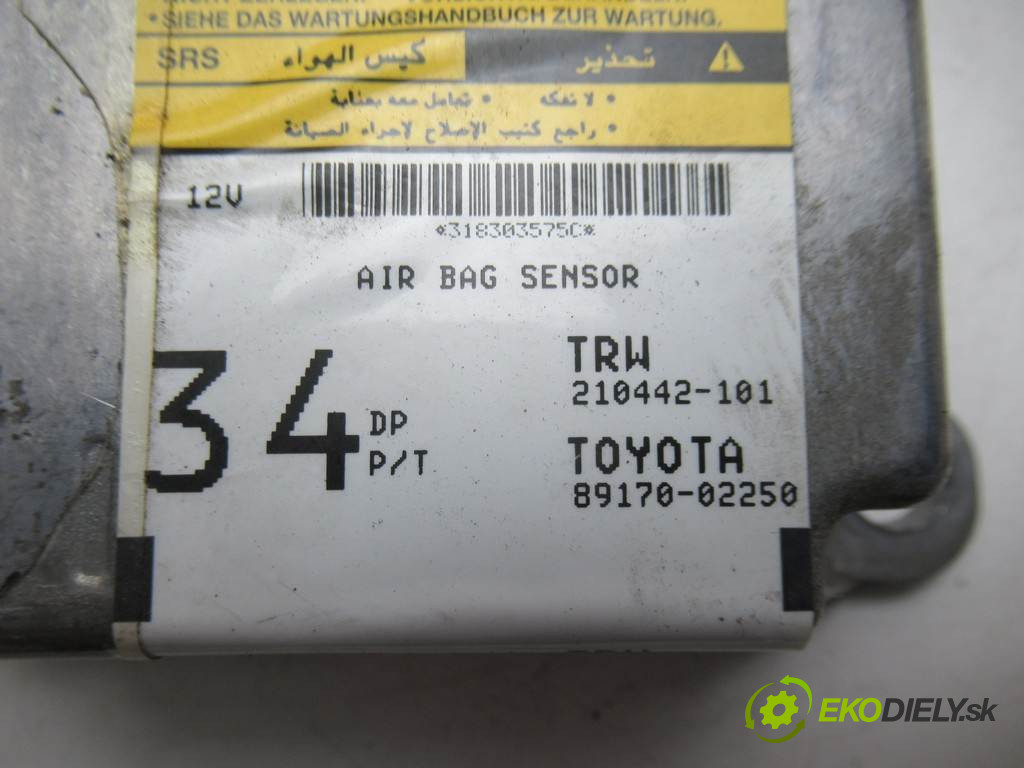 •SIEHE DAS WARTUNGSHANDBUCH ZUR WARTUNG.
SRS كيس الهواء تحذير
• لا تفكه • تعامل معه بعناية
• راجع كتيب الإصلاح لإجراء الصيانة
12V
*318303575C*
AIR BAG SENSOR
34 DP P/T
TRW
210442-101
TOYOTA
89170-02250
EKODIELY.sk